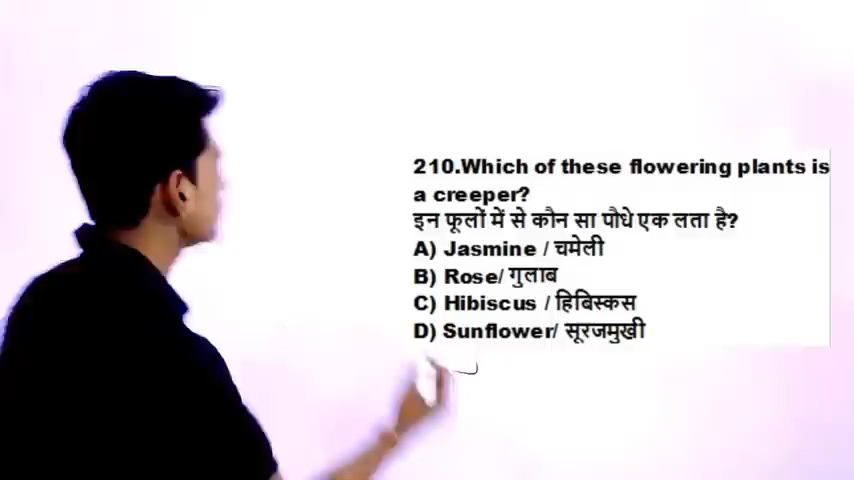 210.Which of these flowering plants is
a creeper?
इन फूलों में से कौन सा पौधे एक लता है?
A) Jasmine / चमेली
B) Rose/ गुलाब
C) Hibiscus / हिबिस्कस
D) Sunflower/ सूरजमुखी